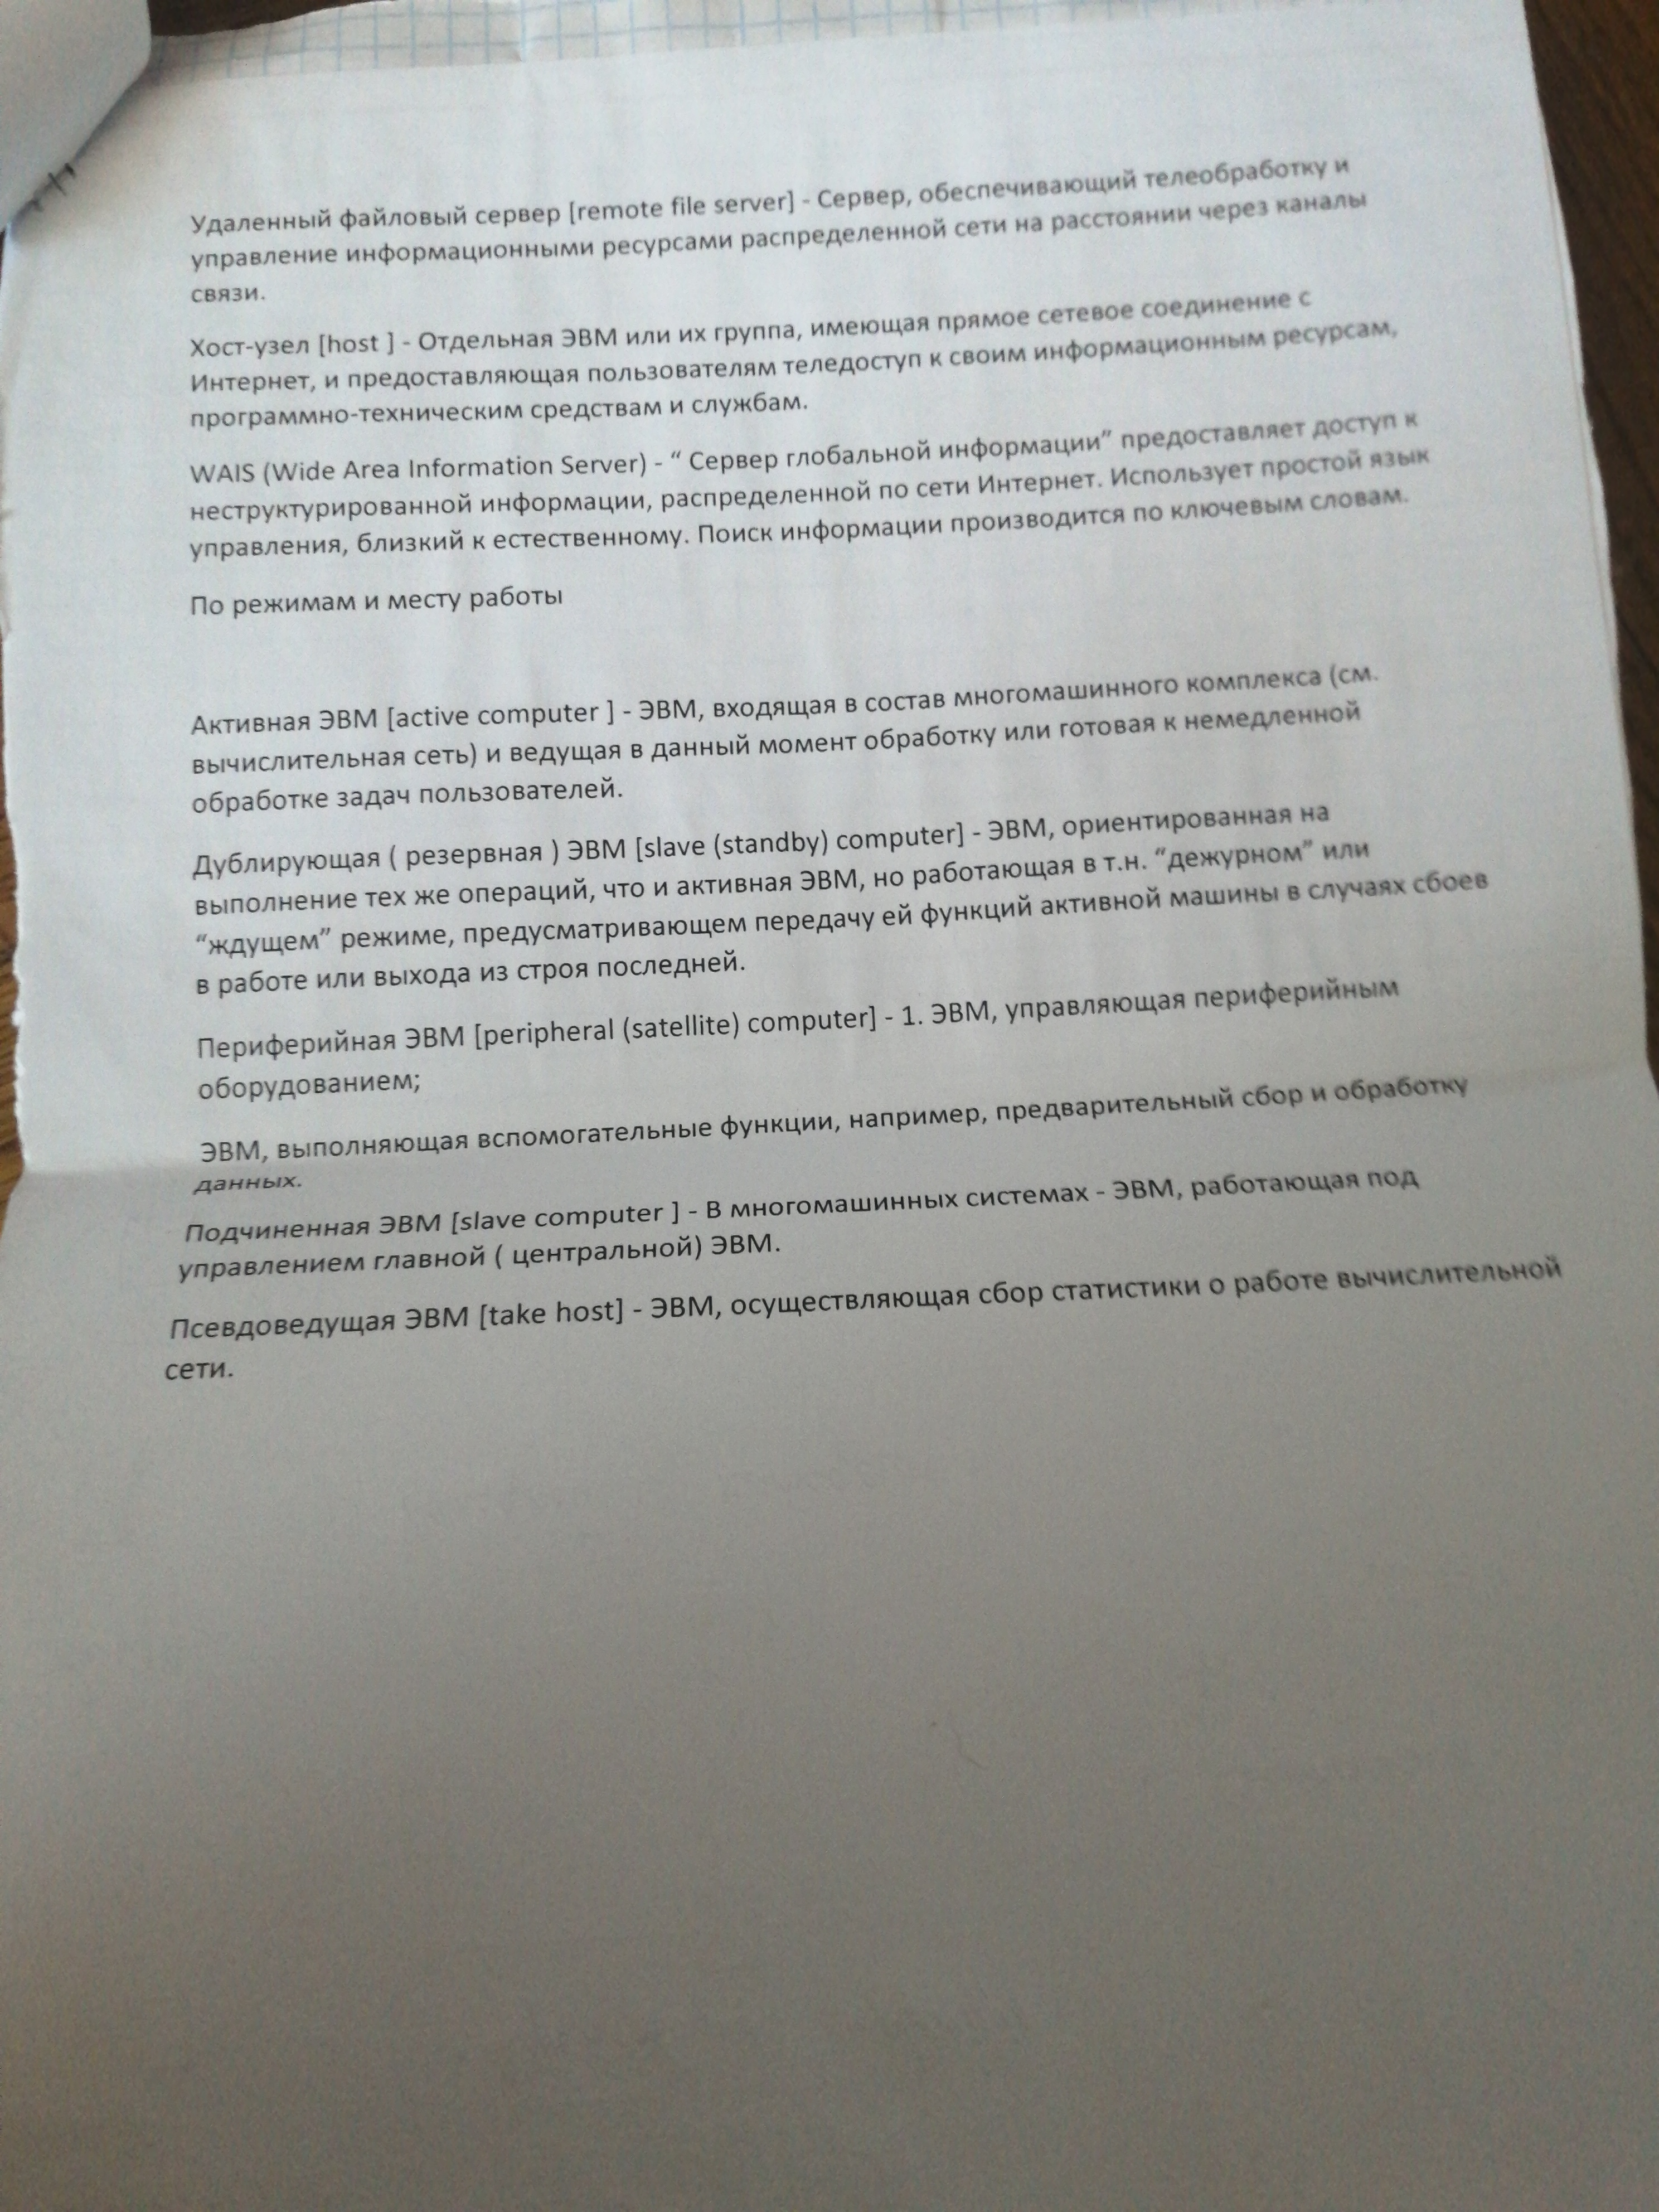 Удаленный файловый сервер [remote file server] - Сервер, обеспечивающий телеобработку и
управление информационными ресурсами распределенной сети на расстоянии через каналы
связи.
Хост-узел [host ] - Отдельная ЭВМ или их группа, имеющая прямое сетевое соединение с
Интернет, и предоставляющая пользователям теледоступ к своим информационным ресурсам,
программно-техническим средствам и службам.
WAIS (Wide Area Information Server) - “ Сервер глобальной информации” предоставляет доступ к
неструктурированной информации, распределенной по сети Интернет. Использует простой язык
управления, близкий к естественному. Поиск информации производится по ключевым словам.
По режимам и месту работы
Активная ЭВМ [active computer ] - ЭВМ, входящая в состав многомашинного комплекса (см.
вычислительная сеть) и ведущая в данный момент обработку или готовая к немедленной
обработке задач пользователей.
Дублирующая ( резервная ) ЭВМ [slave (standby) computer] - ЭВМ, ориентированная на
выполнение тех же операций, что и активная ЭВМ, но работающая в т.н. “дежурном” или
“ждущем” режиме, предусматривающем передачу ей функций активной машины в случаях сбоев
в работе или выхода из строя последней.
Периферийная ЭВМ [peripheral (satellite) computer] - 1. ЭВМ, управляющая периферийным
оборудованием;
ЭВМ, выполняющая вспомогательные функции, например, предварительный сбор и обработку
данных.
Подчиненная ЭВМ [slave computer ] - В многомашинных системах - ЭВМ, работающая под
управлением главной ( центральной) ЭВМ.
Псевдоведущая ЭВМ [take host] - ЭВМ, осуществляющая сбор статистики о работе вычислительной
сети.